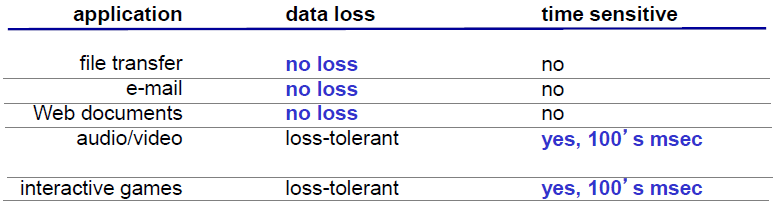 application data loss time sensitive
file transfer no loss no
e-mail no loss no
Web documents no loss no
audio/video loss-tolerant yes, 100’s msec
interactive games loss-tolerant yes, 100’s msec